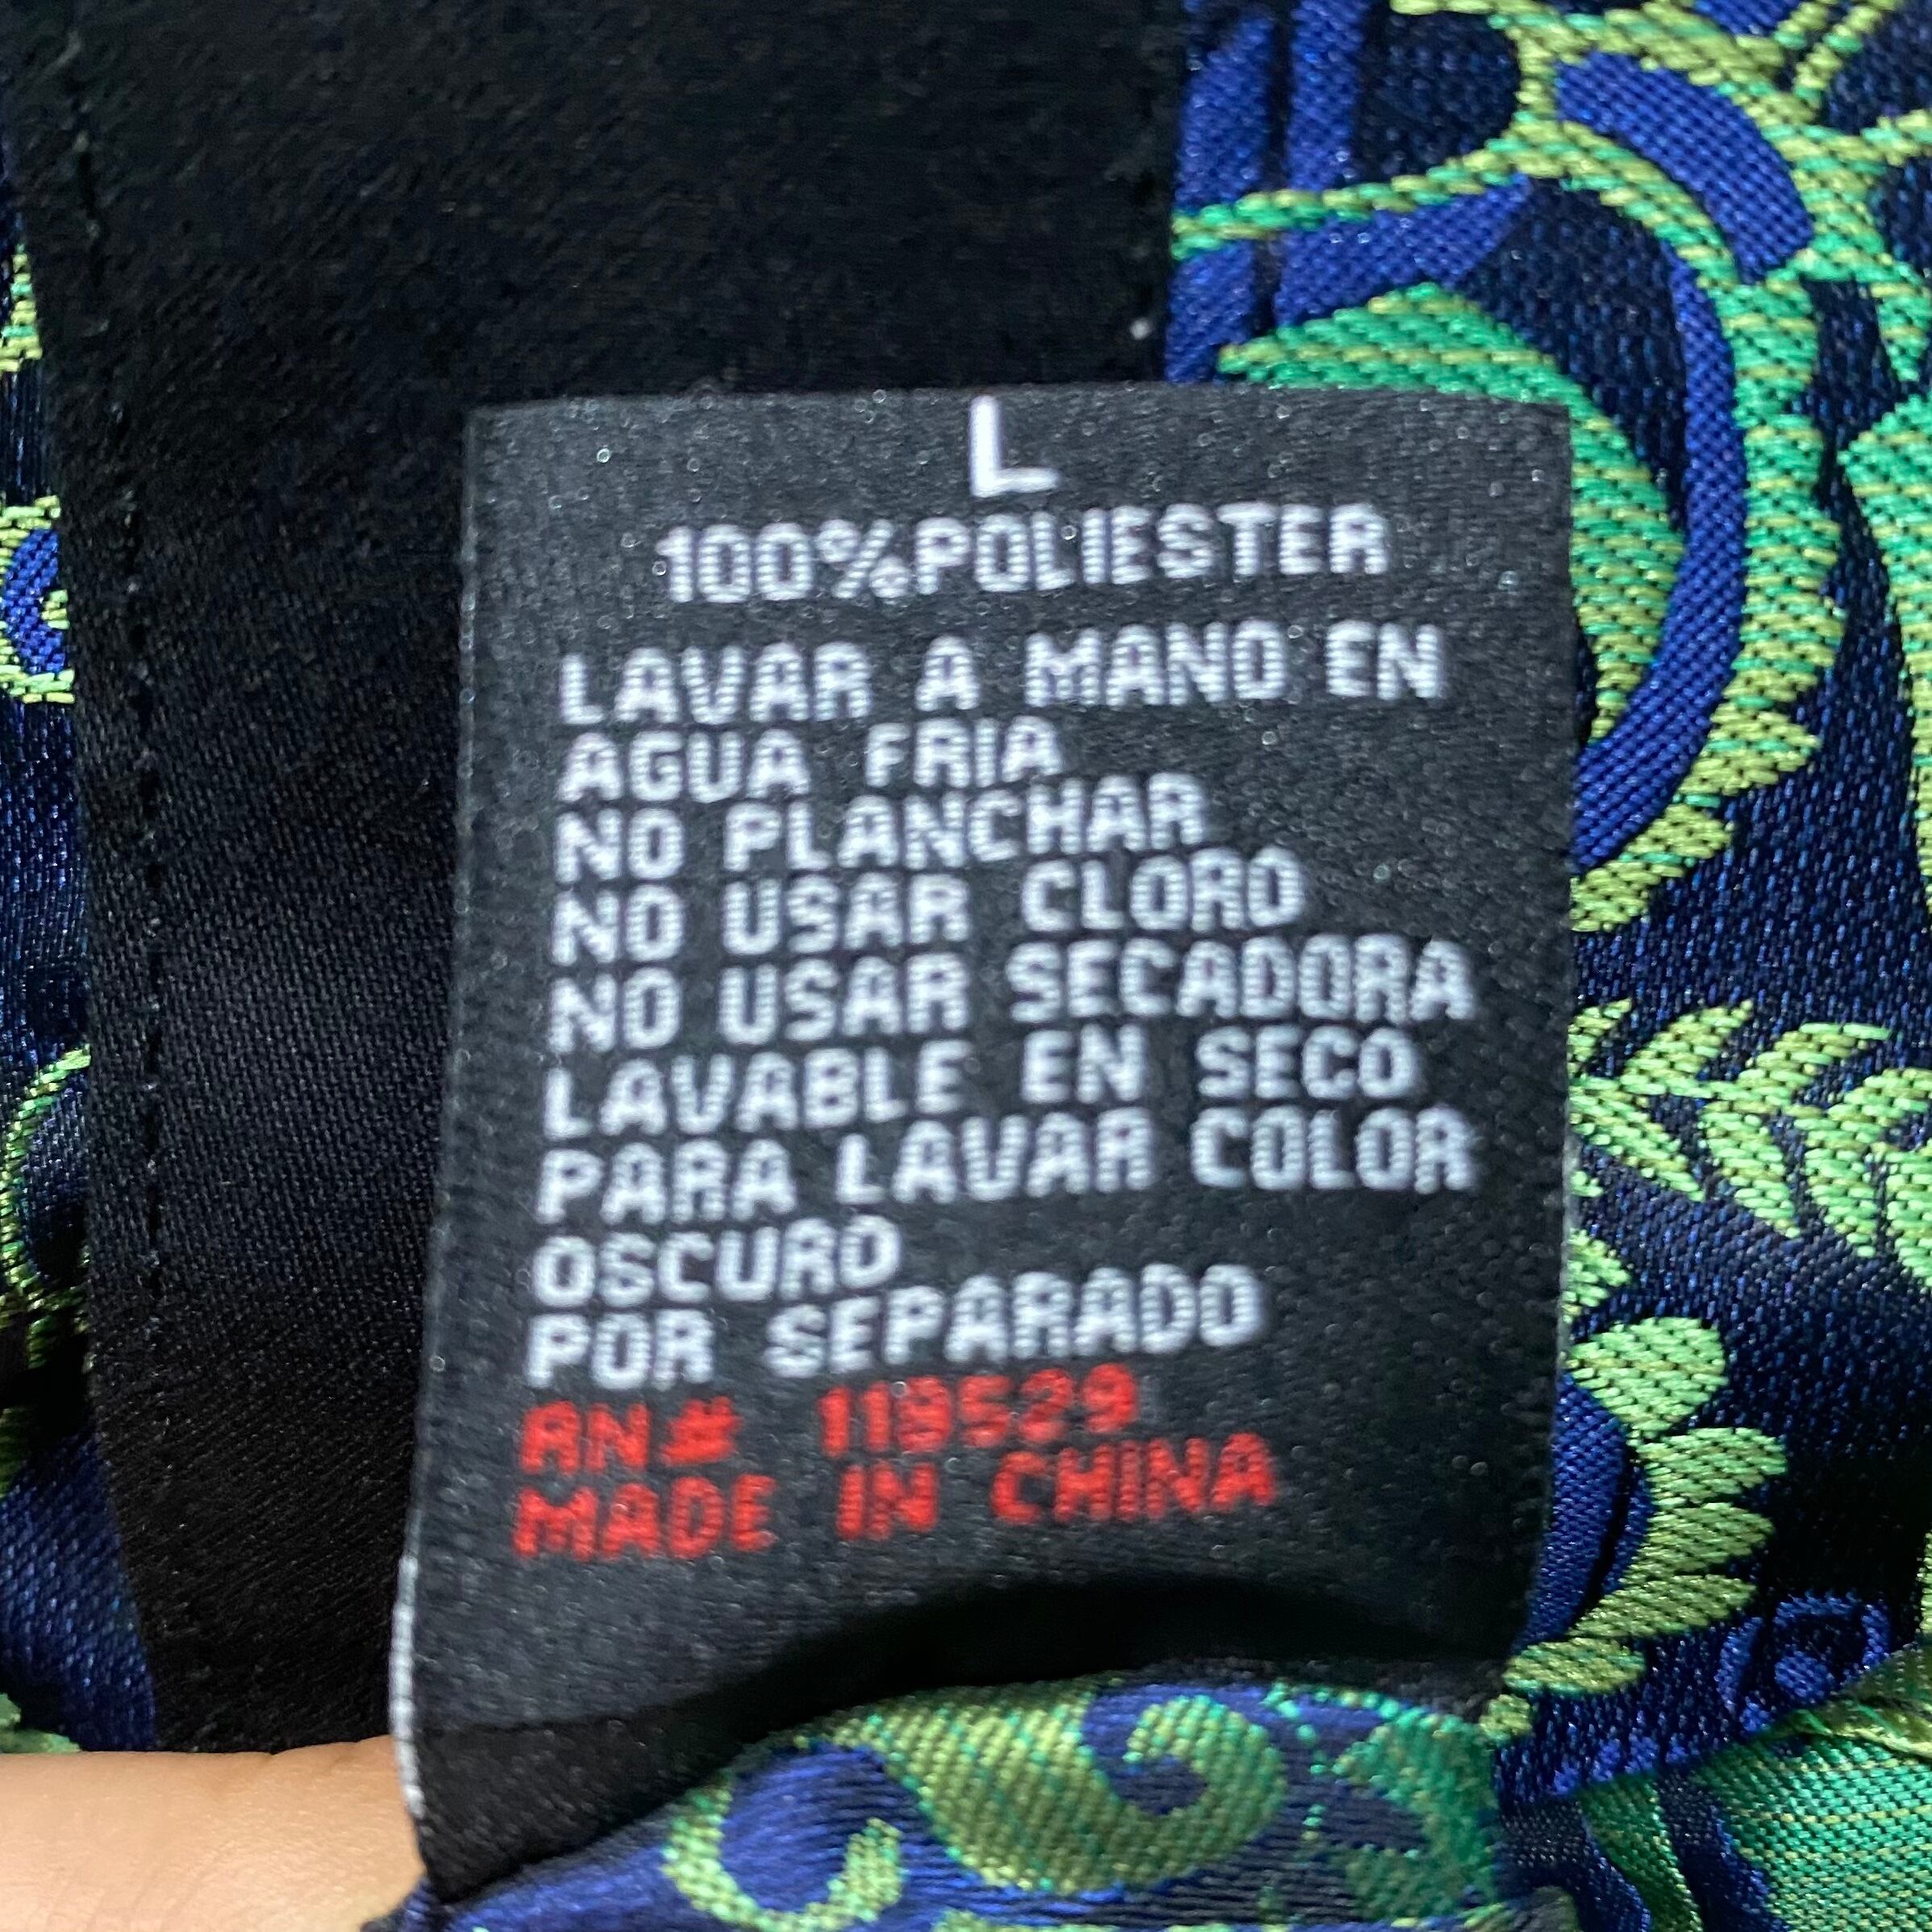 L
100%POLIESTER
LAVAR A MANO EN
AGUA FRIA
NO PLANCHAR
NO USAR CLORO
NO USAR SECADORA
LAVABLE EN SECO
PARA LAVAR COLOR
OSCURO
POR SEPARADO
RN# 118529
MADE IN CHINA